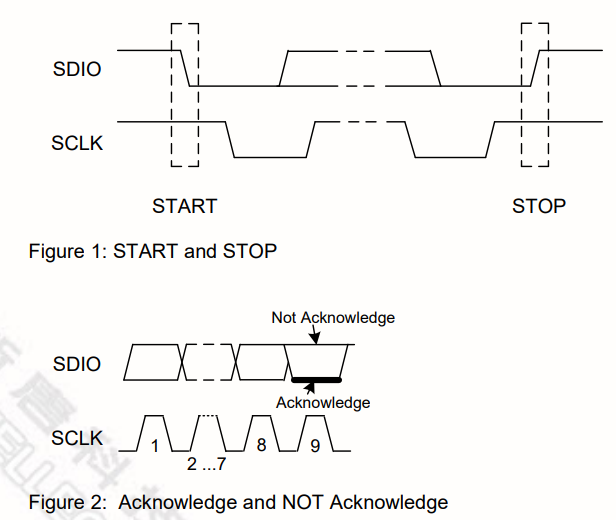 SDIO
SCLK
START STOP
Figure 1: START and STOP
Not Acknowledge
SDIO
Acknowledge
SCLK
1 8 9
2 ...7
Figure 2: Acknowledge and NOT Acknowledge